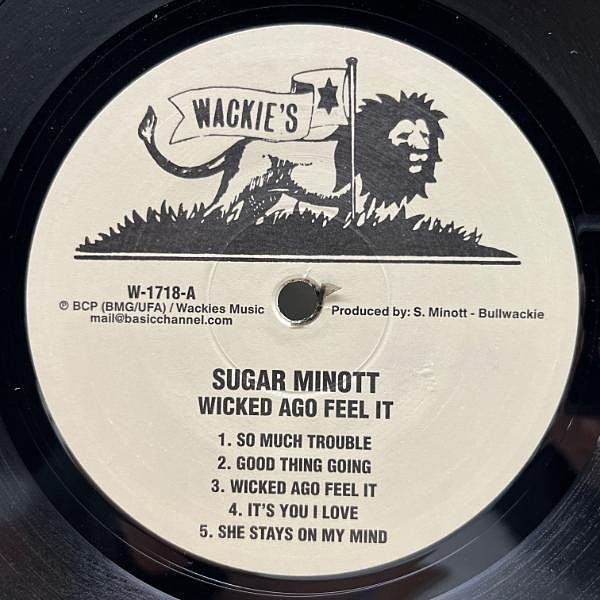 WACKIE'S
W-1718-A
℗ BCP (BMG/UFA) / Wackies Music
mail@basicchannel.com
Produced by: S. Minott - Bullwackie
SUGAR MINOTT
WICKED AGO FEEL IT
1. SO MUCH TROUBLE
2. GOOD THING GOING
3. WICKED AGO FEEL IT
4. IT'S YOU I LOVE
5. SHE STAYS ON MY MIND